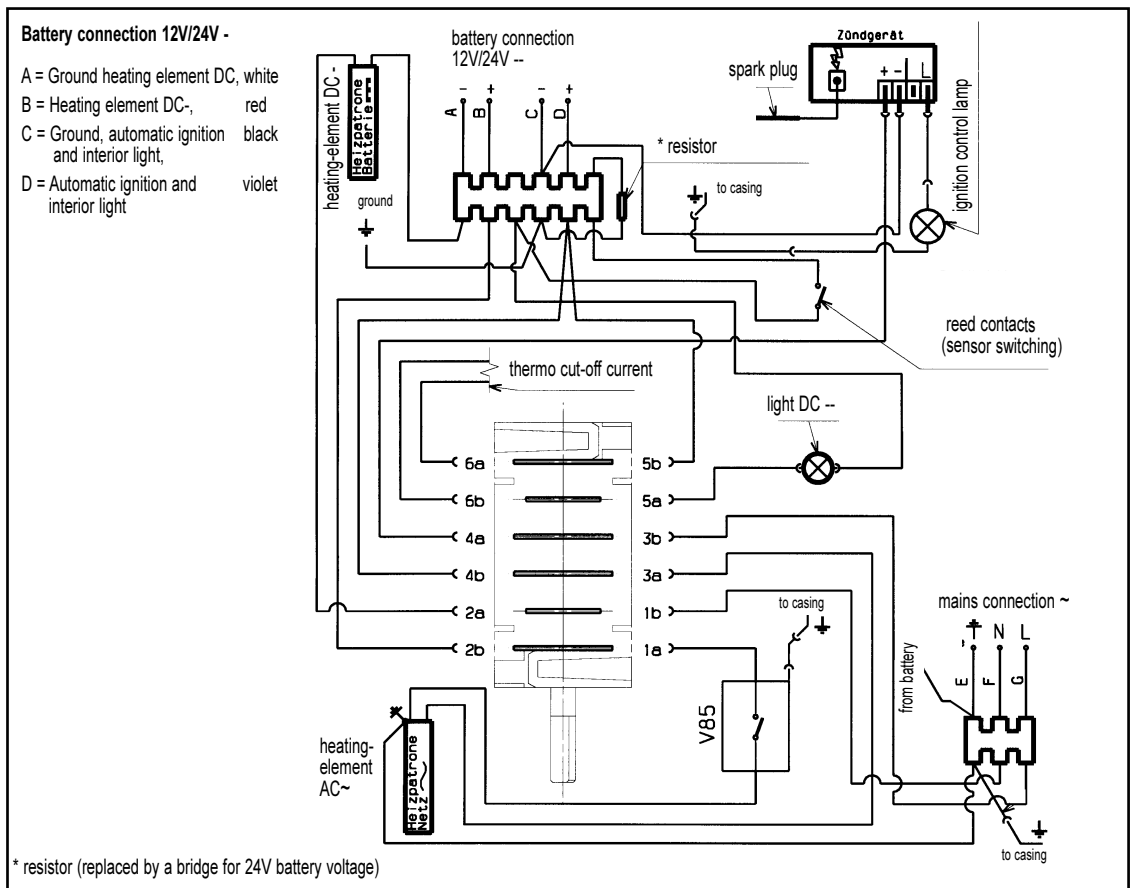 Battery connection 12V/24V -
A = Ground heating element DC, white
B = Heating element DC-, red
C = Ground, automatic ignition black
and interior light,
D = Automatic ignition and violet
interior light
heating-element DC -
Heizpatrone
Batterie
ground
battery connection
12V/24V --
- + - +
A B C D
* resistor
to casing
spark plug
Zündgerät
+ - L
ignition control lamp
reed contacts
(sensor switching)
thermo cut-off current
light DC --
6a 5b
6b 5a
4a 3b
4b 3a
2a 1b
2b 1a
to casing
V85
mains connection ~
N L
E F G
from battery
to casing
heating-
element
AC~
Heizpatrone
Netz
* resistor (replaced by a bridge for 24V battery voltage)